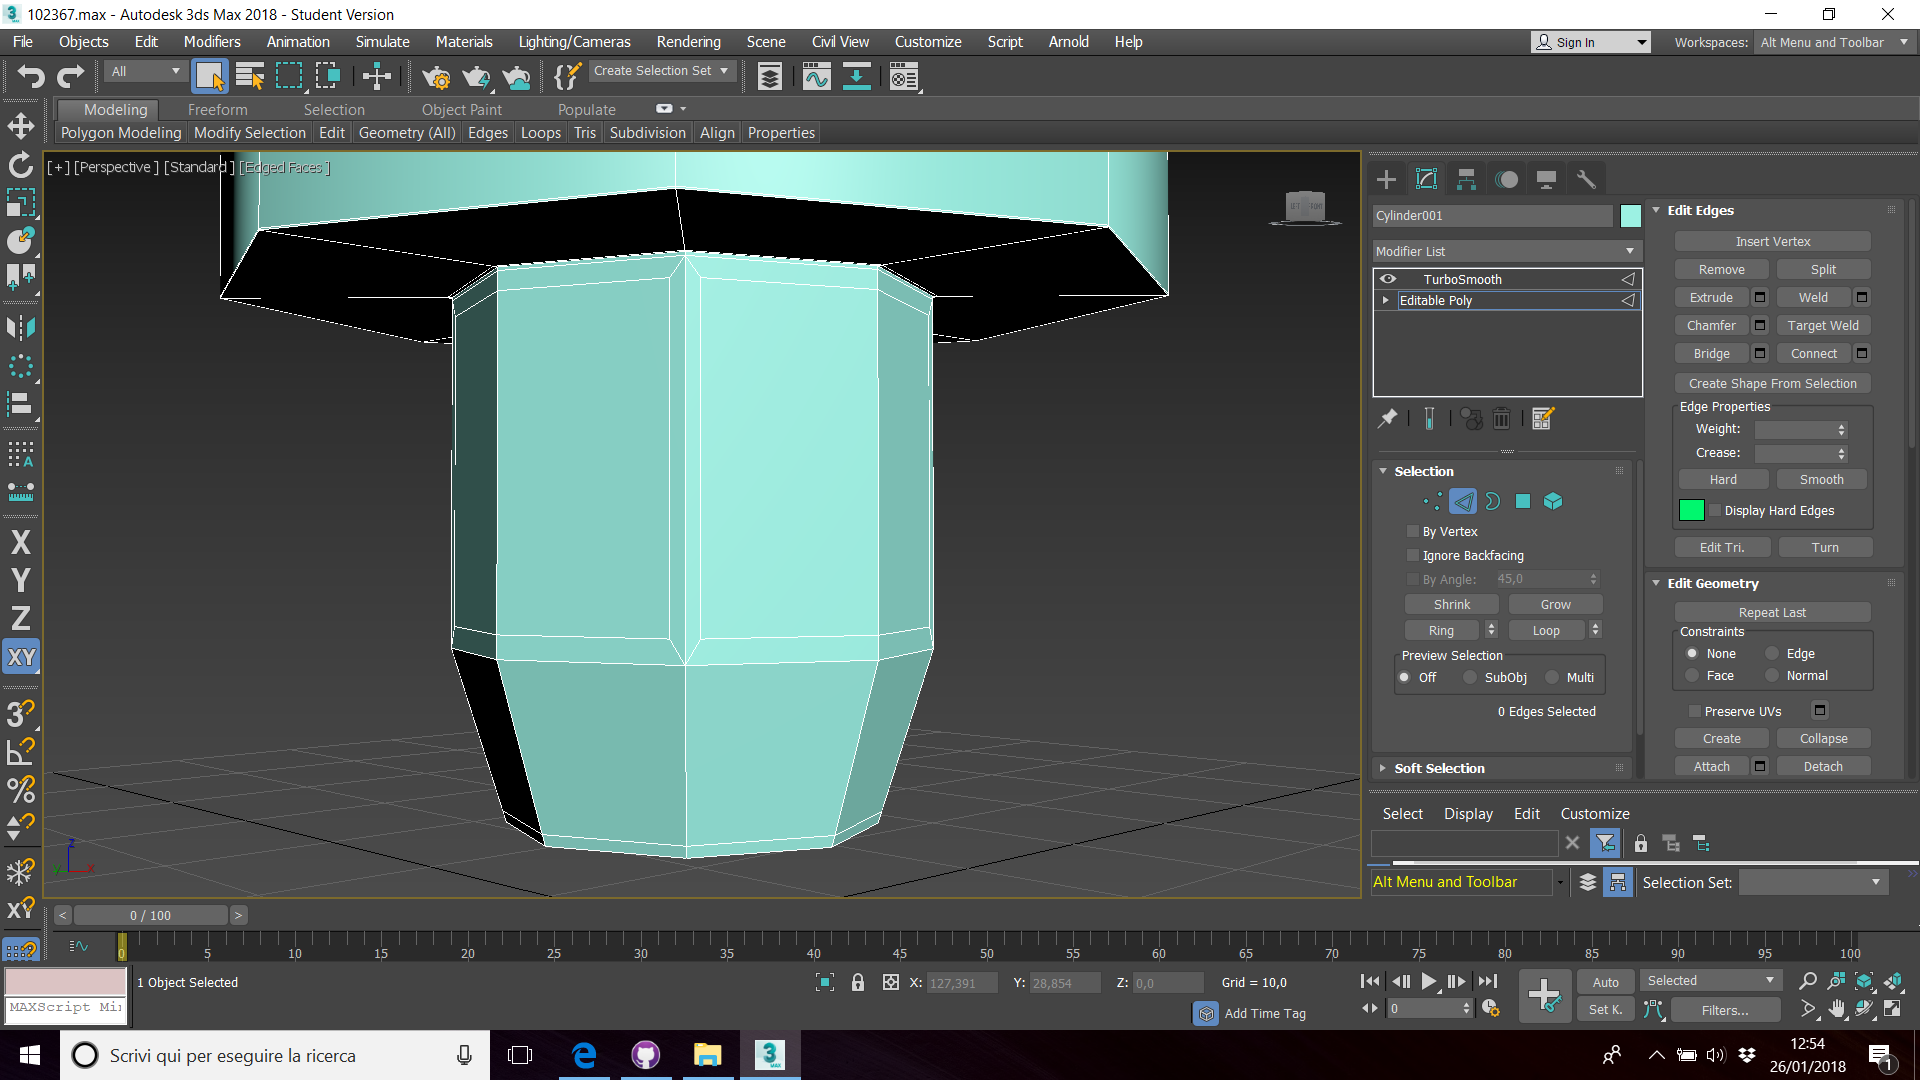 102367.max - Autodesk 3ds Max 2018 - Student Version
File Objects Edit Modifiers Animation Simulate Materials Lighting/Cameras Rendering Scene Civil View Customize Script Arnold Help
Sign In Workspaces: Alt Menu and Toolbar
All Create Selection Set
Modeling Freeform Selection Object Paint Populate
Polygon Modeling Modify Selection Edit Geometry (All) Edges Loops Tris Subdivision Align Properties
[+] [Perspective ] [Standard ] [Edged Faces ]
Cylinder001
Modifier List
TurboSmooth
Editable Poly
Selection
By Vertex
Ignore Backfacing
By Angle: 45,0
Shrink Grow
Ring Loop
Preview Selection
Off SubObj Multi
0 Edges Selected
Soft Selection
Edit Edges
Insert Vertex
Remove Split
Extrude Weld
Chamfer Target Weld
Bridge Connect
Create Shape From Selection
Edge Properties
Weight:
Crease:
Hard Smooth
Display Hard Edges
Edit Tri. Turn
Edit Geometry
Repeat Last
Constraints
None Edge
Face Normal
Preserve UVs
Create Collapse
Attach Detach
Select Display Edit Customize
Alt Menu and Toolbar Selection Set:
X
Y
Z
XY
3
%
XY
z
y x
< 0 / 100 >
0 5 10 15 20 25 30 35 40 45 50 55 60 65 70 75 80 85 90 95 100
1 Object Selected X: 127,391 Y: 28,854 Z: 0,0 Grid = 10,0
Auto Selected
MAXScript Mi
Add Time Tag
0
Set K. Filters...
Scrivi qui per eseguire la ricerca
3
MAX
12:54
26/01/2018
1